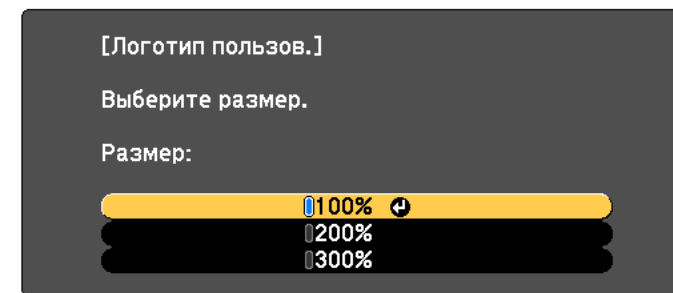 [Логотип пользов.]
Выберите размер.
Размер:
100%
200%
300%